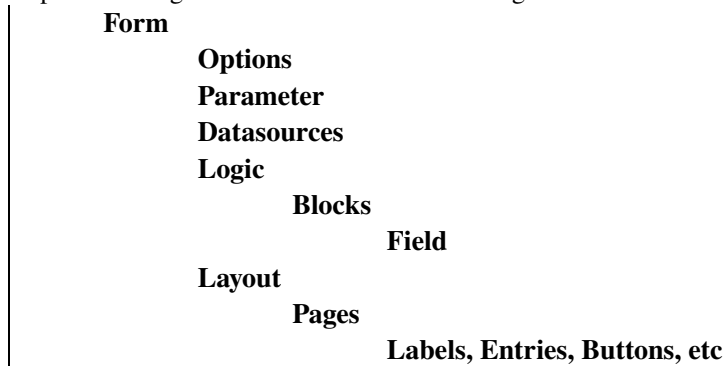 Form
Options
Parameter
Datasources
Logic
Blocks
Field
Layout
Pages
Labels, Entries, Buttons, etc